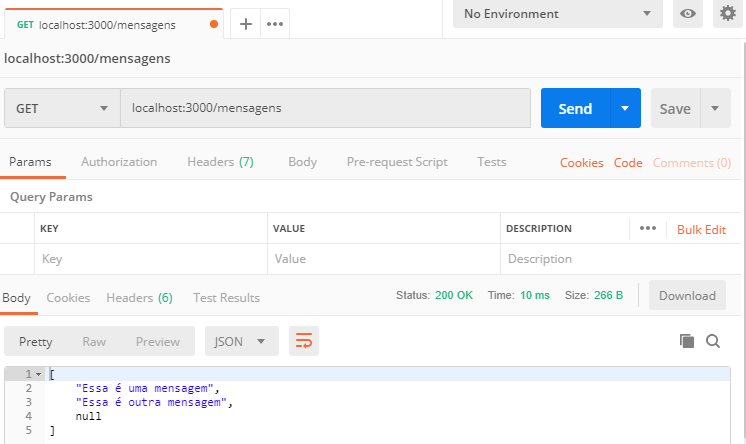 GET localhost:3000/mensagens
No Environment
localhost:3000/mensagens
GET localhost:3000/mensagens Send Save
Params Authorization Headers (7) Body Pre-request Script Tests Cookies Code Comments (0)
Query Params
KEY VALUE DESCRIPTION Bulk Edit
Key Value Description
Body Cookies Headers (6) Test Results Status: 200 OK Time: 10 ms Size: 266 B Download
Pretty Raw Preview JSON
1 [
2 "Essa é uma mensagem",
3 "Essa é outra mensagem",
4 null
5 ]